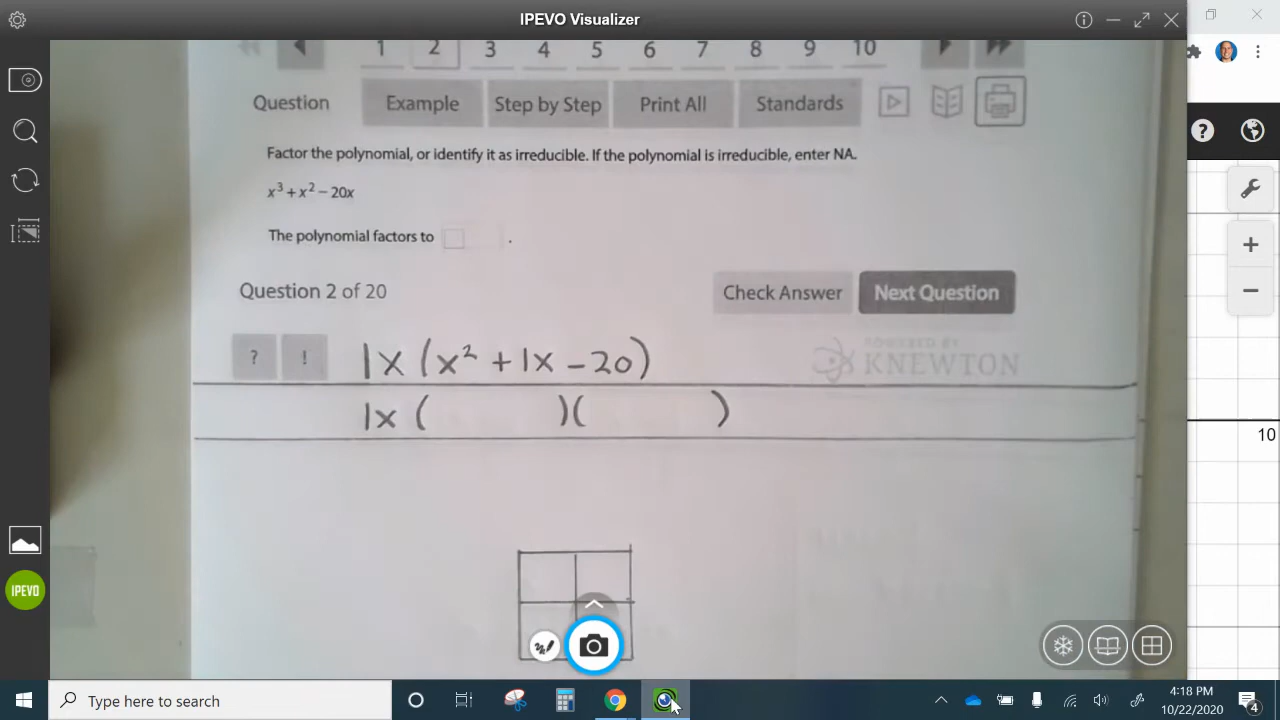 IPEVO Visualizer
1 2 3 4 5 6 7 8 9 10
Question Example Step by Step Print All Standards
Factor the polynomial, or identify it as irreducible. If the polynomial is irreducible, enter NA.
x³ + x² − 20x
The polynomial factors to .
Question 2 of 20
Check Answer Next Question
? ! 1x (x² + 1x − 20)
POWERED BY
KNEWTON
1x ( )( )
10
IPEVO
Type here to search
4:18 PM
10/22/2020
4